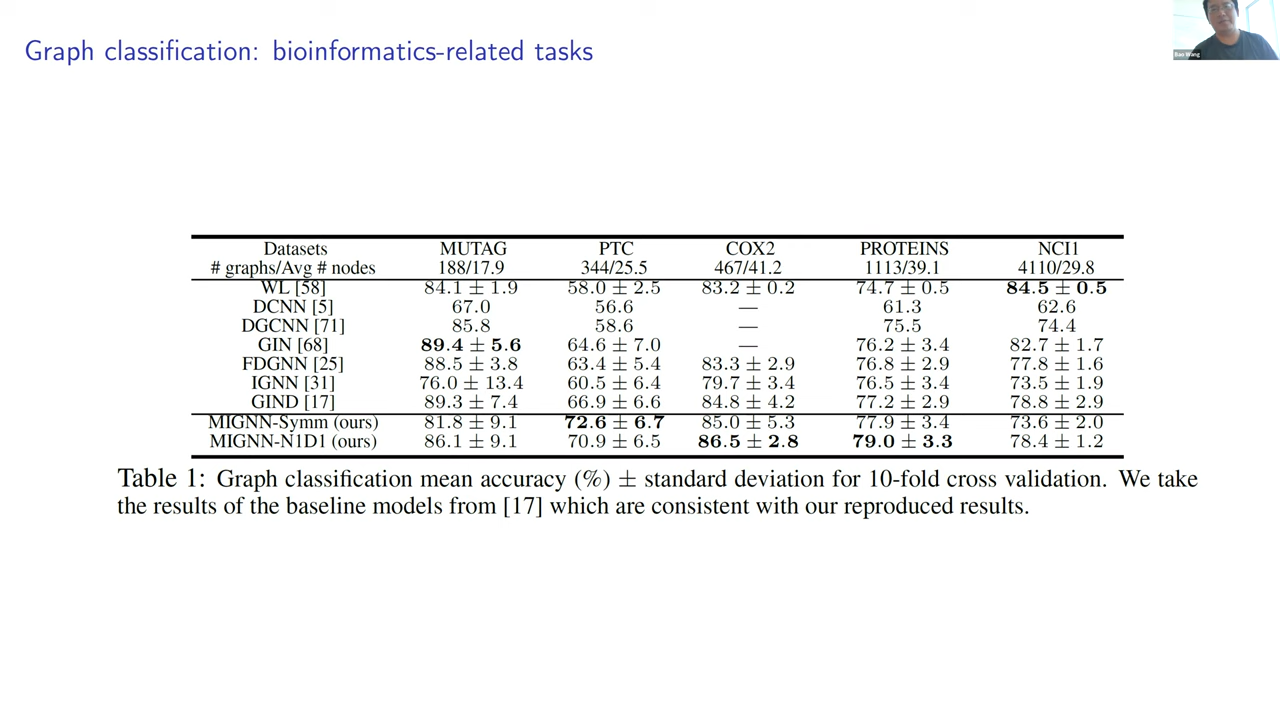 Graph classification: bioinformatics-related tasks
Bao Wang
Datasets MUTAG PTC COX2 PROTEINS NCI1
# graphs/Avg # nodes 188/17.9 344/25.5 467/41.2 1113/39.1 4110/29.8
WL [58] 84.1 ± 1.9 58.0 ± 2.5 83.2 ± 0.2 74.7 ± 0.5 84.5 ± 0.5
DCNN [5] 67.0 56.6 — 61.3 62.6
DGCNN [71] 85.8 58.6 — 75.5 74.4
GIN [68] 89.4 ± 5.6 64.6 ± 7.0 — 76.2 ± 3.4 82.7 ± 1.7
FDGNN [25] 88.5 ± 3.8 63.4 ± 5.4 83.3 ± 2.9 76.8 ± 2.9 77.8 ± 1.6
IGNN [31] 76.0 ± 13.4 60.5 ± 6.4 79.7 ± 3.4 76.5 ± 3.4 73.5 ± 1.9
GIND [17] 89.3 ± 7.4 66.9 ± 6.6 84.8 ± 4.2 77.2 ± 2.9 78.8 ± 2.9
MIGNN-Symm (ours) 81.8 ± 9.1 72.6 ± 6.7 85.0 ± 5.3 77.9 ± 3.4 73.6 ± 2.0
MIGNN-N1D1 (ours) 86.1 ± 9.1 70.9 ± 6.5 86.5 ± 2.8 79.0 ± 3.3 78.4 ± 1.2
Table 1: Graph classification mean accuracy (%) ± standard deviation for 10-fold cross validation. We take
the results of the baseline models from [17] which are consistent with our reproduced results.